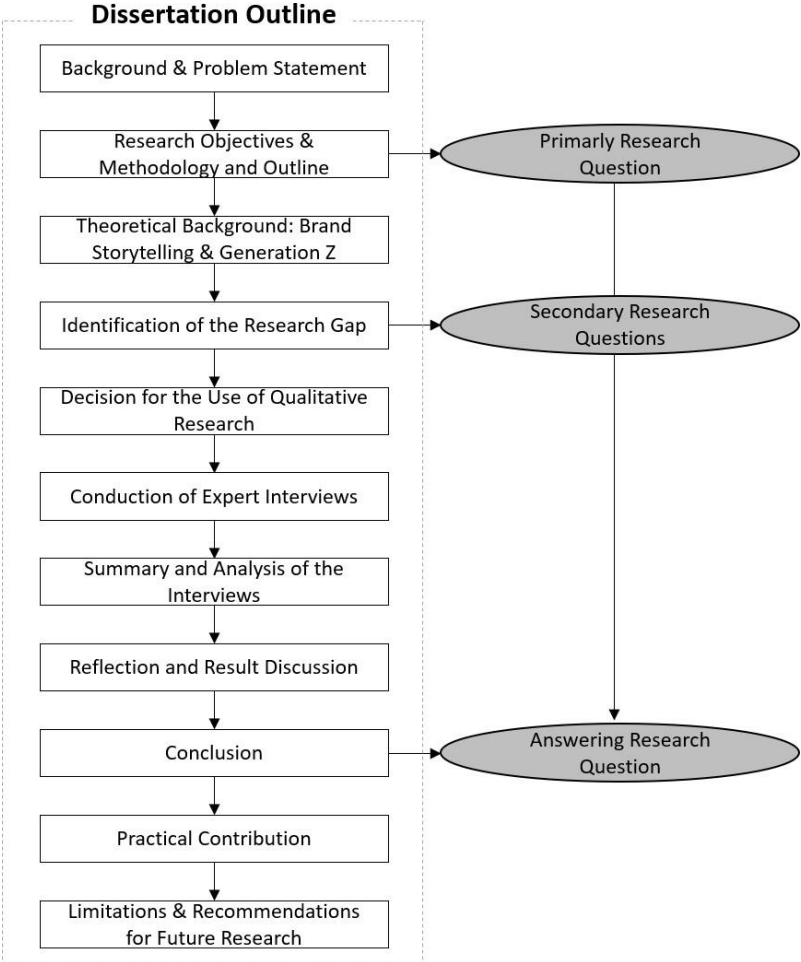 Dissertation Outline
Background & Problem Statement
Research Objectives &
Methodology and Outline
Primarly Research
Question
Theoretical Background: Brand
Storytelling & Generation Z
Identification of the Research Gap
Secondary Research
Questions
Decision for the Use of Qualitative
Research
Conduction of Expert Interviews
Summary and Analysis of the
Interviews
Reflection and Result Discussion
Conclusion
Answering Research
Question
Practical Contribution
Limitations & Recommendations
for Future Research